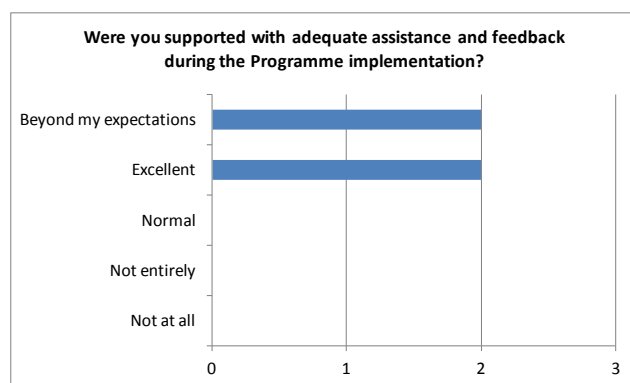 Were you supported with adequate assistance and feedback
during the Programme implementation?
Beyond my expectations
Excellent
Normal
Not entirely
Not at all
0 1 2 3